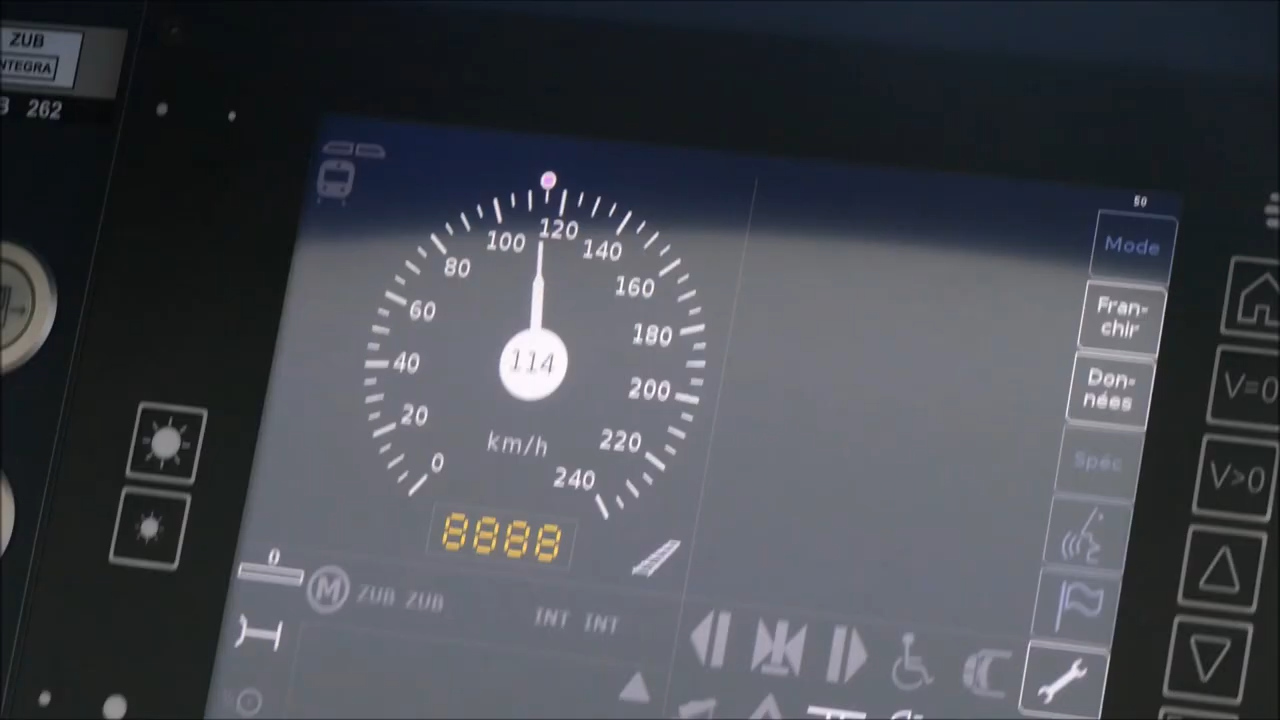 ZUB
INTEGRA
262
50
Mode
Fran-
chir
Don-
nées
Spéc
V=0
V>0
0
20
40
60
80
100
120
140
160
180
200
220
240
114
km/h
8888
0
M
ZUB ZUB
INT INT